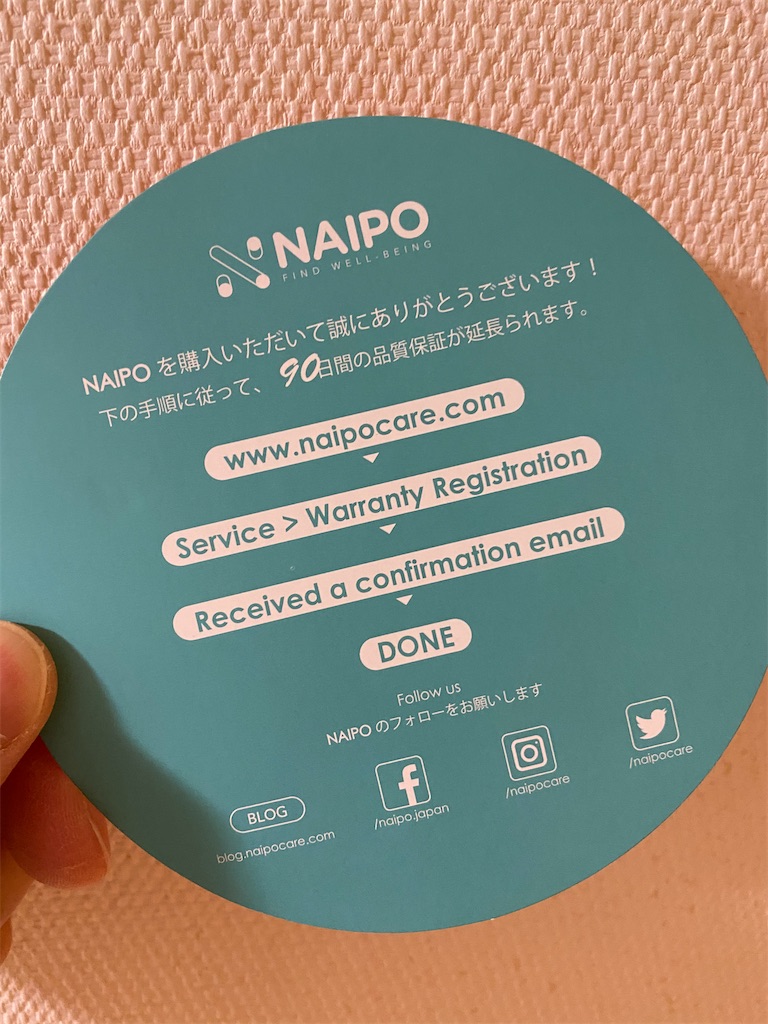 NAIPO
FIND WELL-BEING
NAIPO を購入いただいて誠にありがとうございます！
下の手順に従って、 90日間の品質保証が延長られます。
www.naipocare.com
Service > Warranty Registration
Received a confirmation email
DONE
Follow us
NAIPO のフォローをお願いします
BLOG
blog.naipocare.com
/naipo.japan
/naipocare
/naipocare